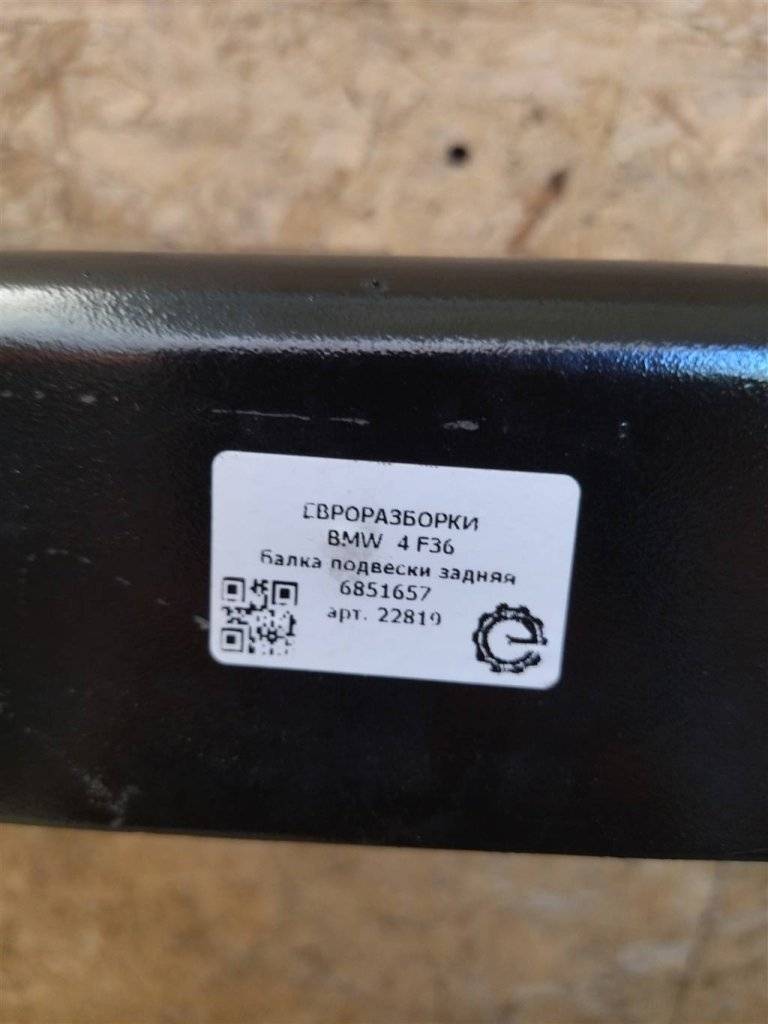 ЕВРОРАЗБОРКИ
BMW 4 F36
балка подвески задняя
6851657
арт. 22819